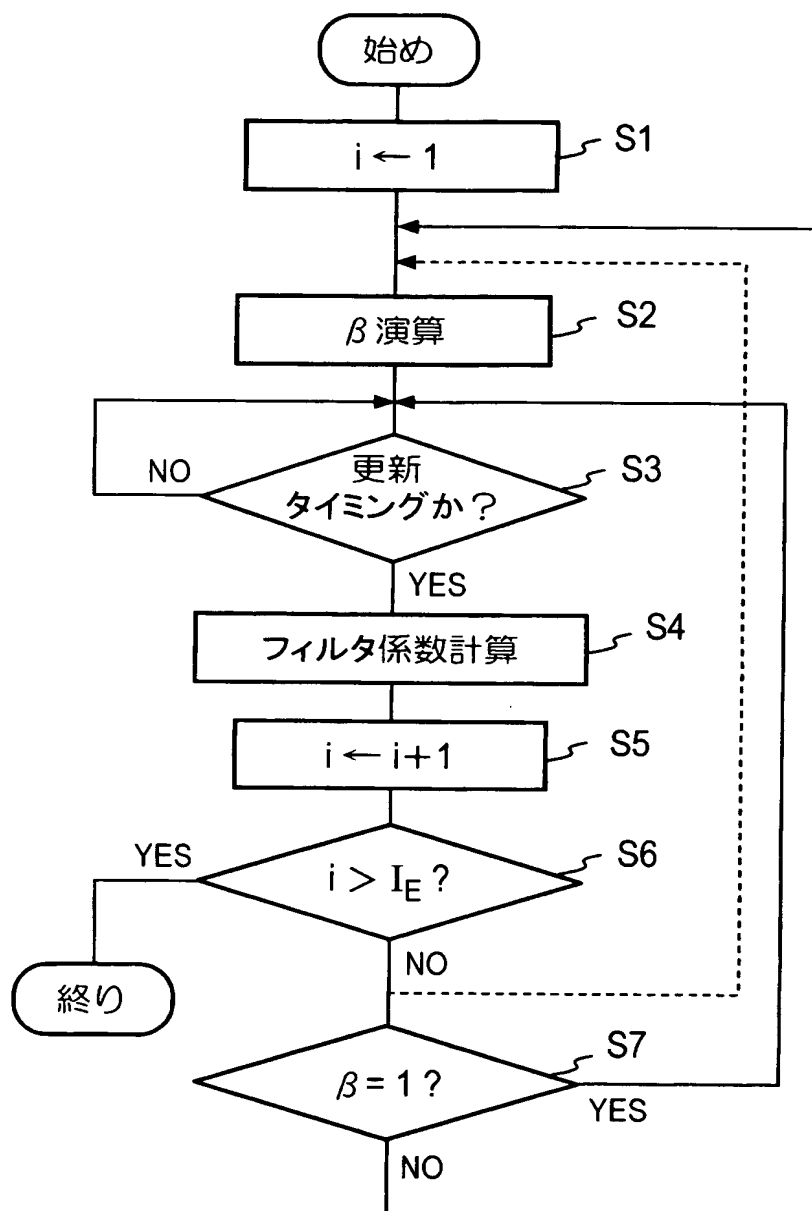 始め
i ← 1
S1
β演算
S2
更新
タイミングか?
S3
NO
YES
フィルタ係数計算
S4
i ← i+1
S5
YES
i > IE ?
S6
NO
終り
β = 1 ?
S7
YES
NO